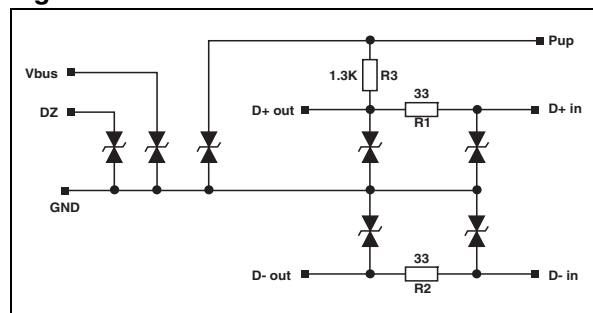 Pup
Vbus
1.3K R3
DZ
33
D+ out
D+ in
R1
GND
33
D- out
D- in
R2